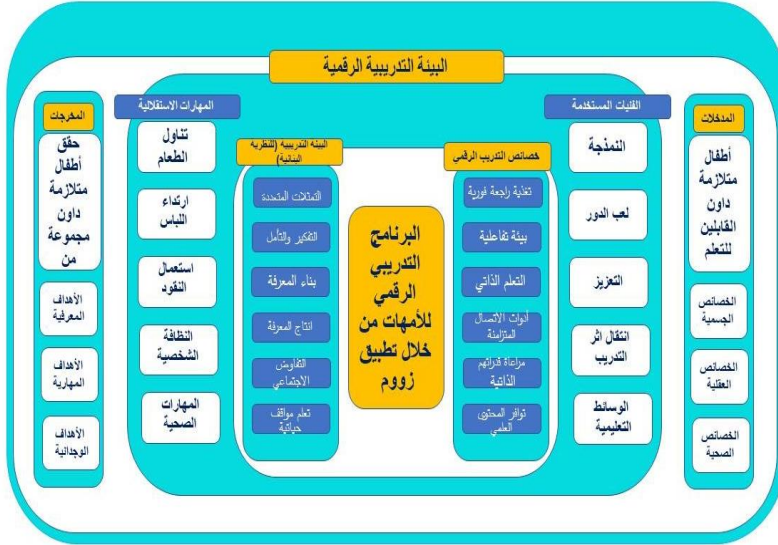 البيئة التدريبية الرقمية
المدخلات
أطفال
متلازمة
داون
القابلين
للتعلم
الخصائص
الجسمية
الخصائص
العقلية
الخصائص
الصحية
الفنيات المستخدمة
النمذجة
لعب الدور
التعزيز
انتقال اثر
التدريب
الوسائط
التعليمية
خصائص التدريب الرقمي
تغذية راجعة فورية
بيئة تفاعلية
التعلم الذاتي
أدوات الاتصال
المتزامنة
مراعاة قدراتهم
الذاتية
توافر المحتوى
العلمي
البرنامج
التدريبي
الرقمي
للأمهات من
خلال تطبيق
زووم
البيئة التدريبية (للنظرية
البنائية)
التمثلات المتعددة
التفكير والتأمل
بناء المعرفة
انتاج المعرفة
التفاوض
الاجتماعي
تعلم مواقف
حياتية
المهارات الاستقلالية
تناول
الطعام
ارتداء
اللباس
استعمال
النقود
النظافة
الشخصية
المهارات
الصحية
المخرجات
حقق
أطفال
متلازمة
داون
مجموعة
من
الأهداف
المعرفية
الأهداف
المهارية
الأهداف
الوجدانية